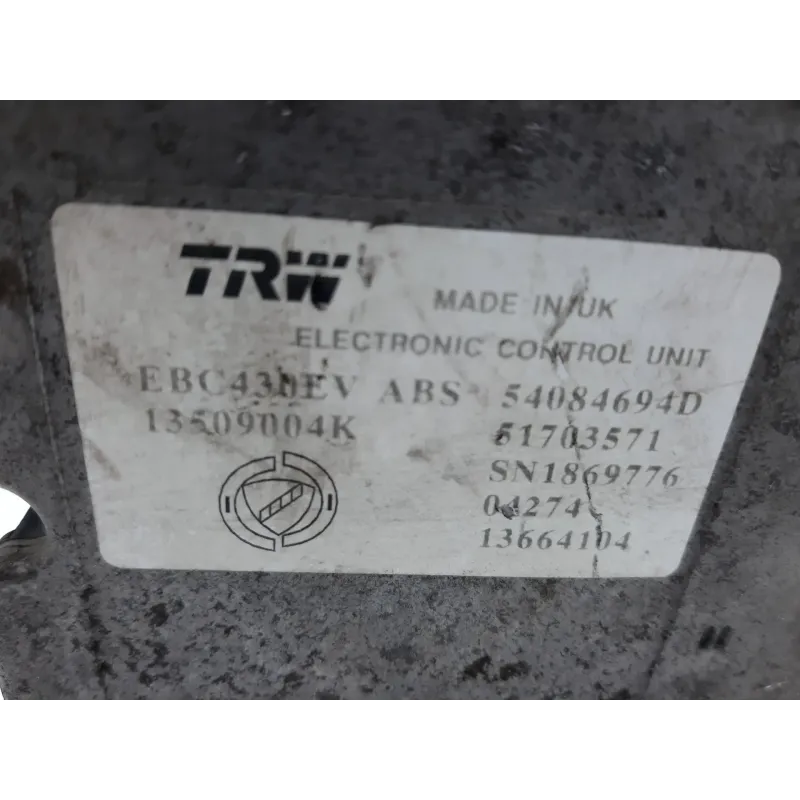 TRW
MADE IN UK
ELECTRONIC CONTROL UNIT
EBC430EV ABS 54084694D
13509004K 51703571
SN1869776
04274
13664104